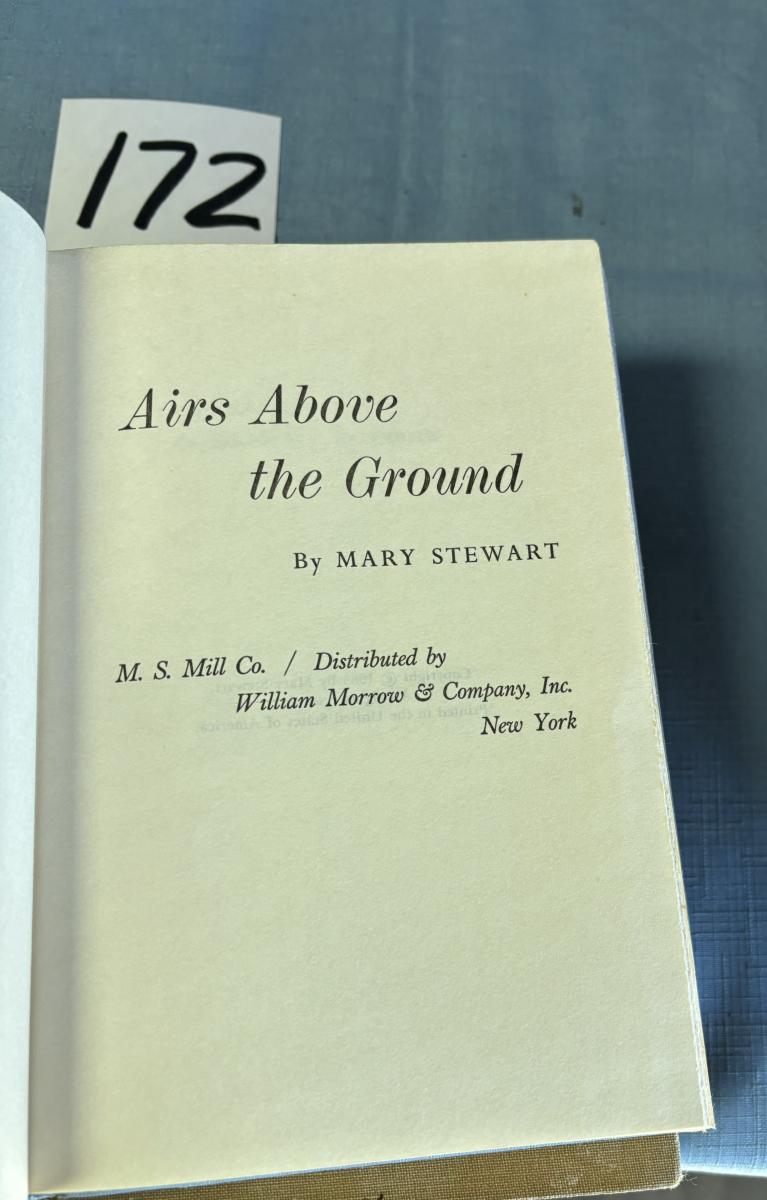 172
Airs Above
the Ground
By MARY STEWART
M. S. Mill Co. / Distributed by
William Morrow & Company, Inc.
New York